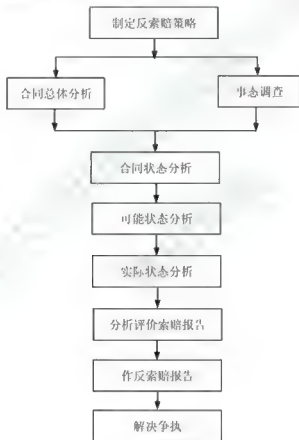 制定反索赔策略
合同总体分析
事态调查
合同状态分析
可能状态分析
实际状态分析
分析评价索赔报告
作反索赔报告
解决争执